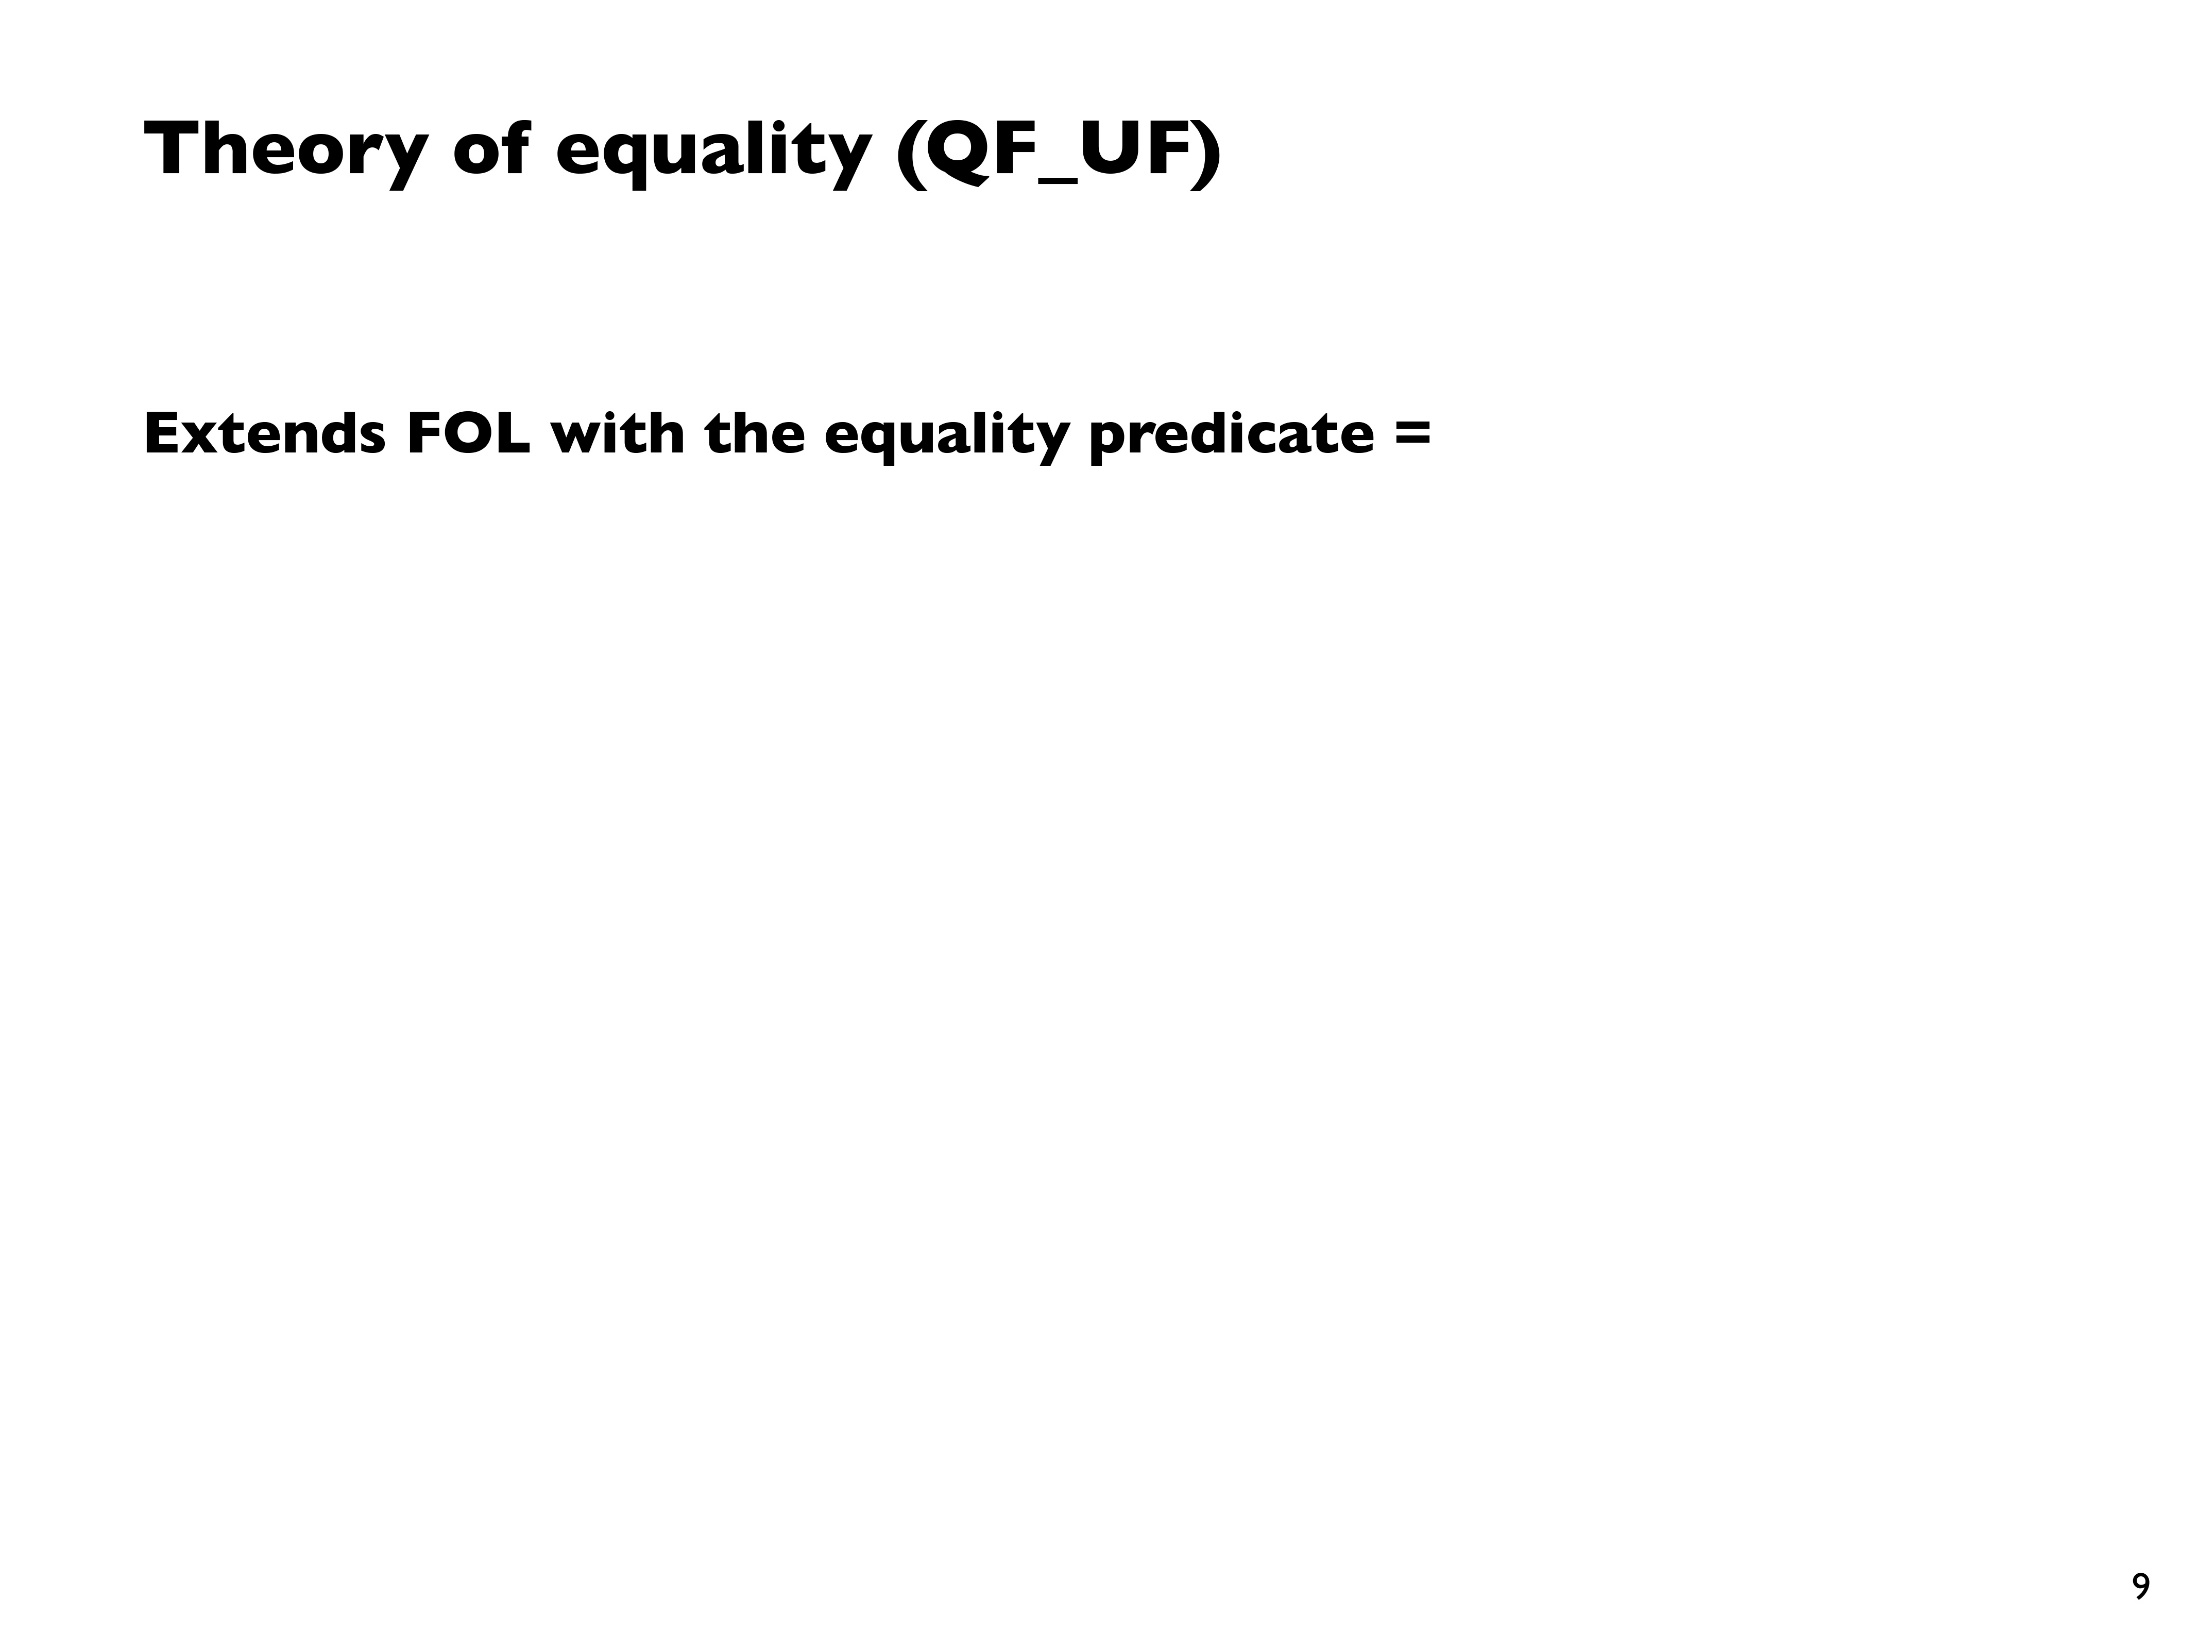 Theory of equality (QF_UF)
Extends FOL with the equality predicate =
9